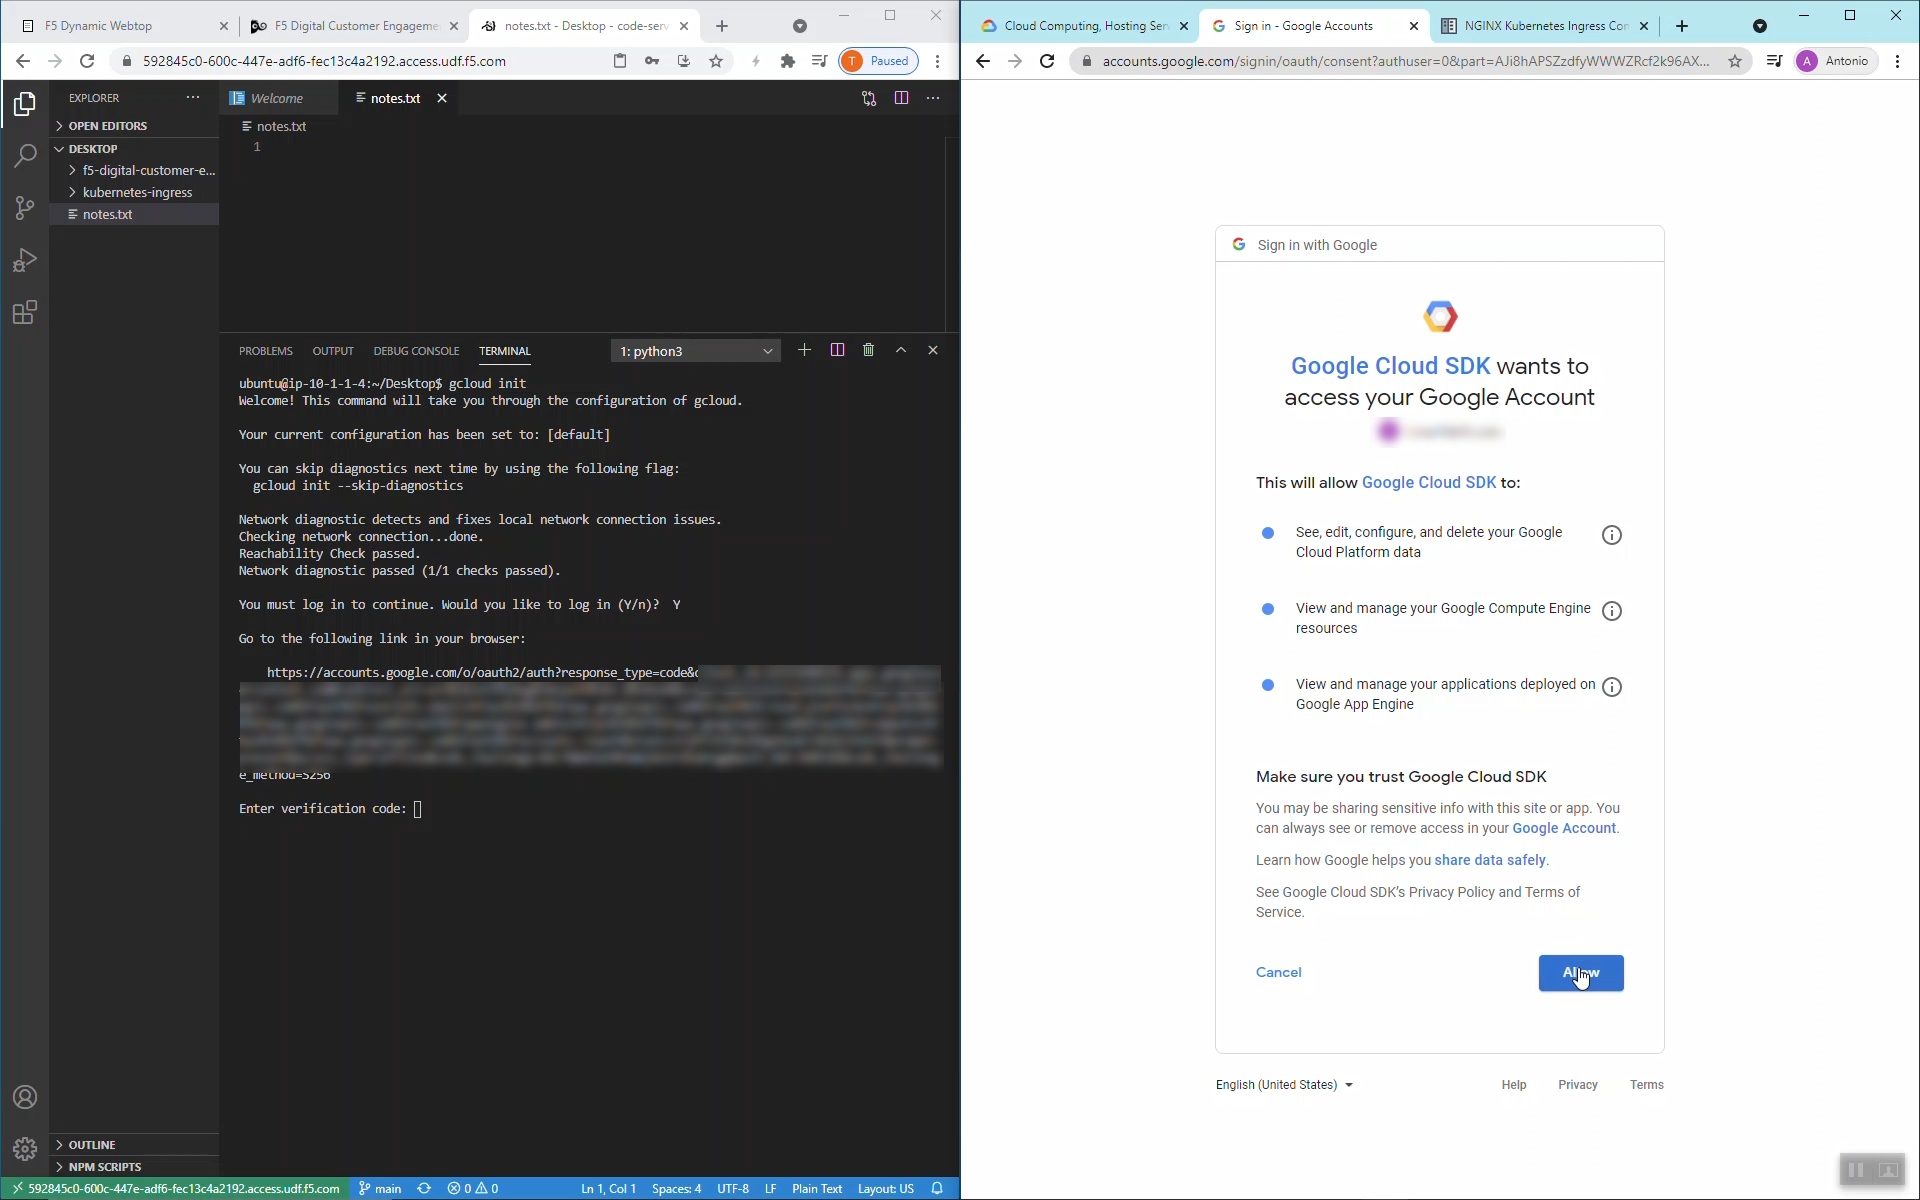 F5 Dynamic Webtop
F5 Digital Customer Engageme
notes.txt - Desktop - code-serv
592845c0-600c-447e-adf6-fec13c4a2192.access.udf.f5.com
T Paused
EXPLORER
OPEN EDITORS
DESKTOP
f5-digital-customer-e...
kubernetes-ingress
notes.txt
OUTLINE
NPM SCRIPTS
Welcome
notes.txt
notes.txt
1
PROBLEMS OUTPUT DEBUG CONSOLE TERMINAL
1: python3
ubuntu@ip-10-1-1-4:~/Desktop$ gcloud init
Welcome! This command will take you through the configuration of gcloud.
Your current configuration has been set to: [default]
You can skip diagnostics next time by using the following flag:
gcloud init --skip-diagnostics
Network diagnostic detects and fixes local network connection issues.
Checking network connection...done.
Reachability Check passed.
Network diagnostic passed (1/1 checks passed).
You must log in to continue. Would you like to log in (Y/n)? Y
Go to the following link in your browser:
https://accounts.google.com/o/oauth2/auth?response_type=code&
e_method=S256
Enter verification code:
592845c0-600c-447e-adf6-fec13c4a2192.access.udf.f5.com main 0 0 Ln 1, Col 1 Spaces: 4 UTF-8 LF Plain Text Layout: US
Cloud Computing, Hosting Serv
Sign in - Google Accounts
NGINX Kubernetes Ingress Con
accounts.google.com/signin/oauth/consent?authuser=0&part=AJi8hAPSZzdfyWWWZRcf2k96AX...
A Antonio
Sign in with Google
Google Cloud SDK wants to
access your Google Account
This will allow Google Cloud SDK to:
See, edit, configure, and delete your Google
Cloud Platform data
View and manage your Google Compute Engine
resources
View and manage your applications deployed on
Google App Engine
Make sure you trust Google Cloud SDK
You may be sharing sensitive info with this site or app. You
can always see or remove access in your Google Account.
Learn how Google helps you share data safely.
See Google Cloud SDK's Privacy Policy and Terms of
Service.
Cancel
Allow
English (United States)
Help Privacy Terms